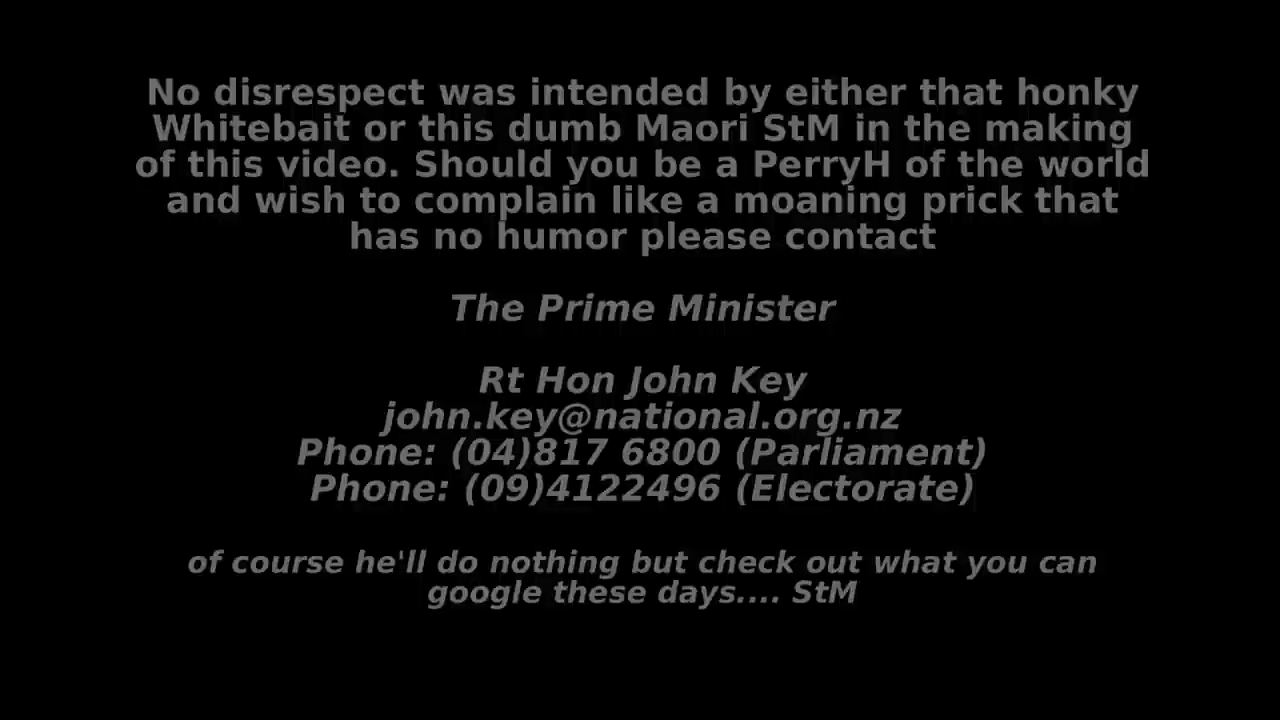 No disrespect was intended by either that honky
Whitebait or this dumb Maori StM in the making
of this video. Should you be a PerryH of the world
and wish to complain like a moaning prick that
has no humor please contact
The Prime Minister
Rt Hon John Key
john.key@national.org.nz
Phone: (04)817 6800 (Parliament)
Phone: (09)4122496 (Electorate)
of course he'll do nothing but check out what you can
google these days.... StM